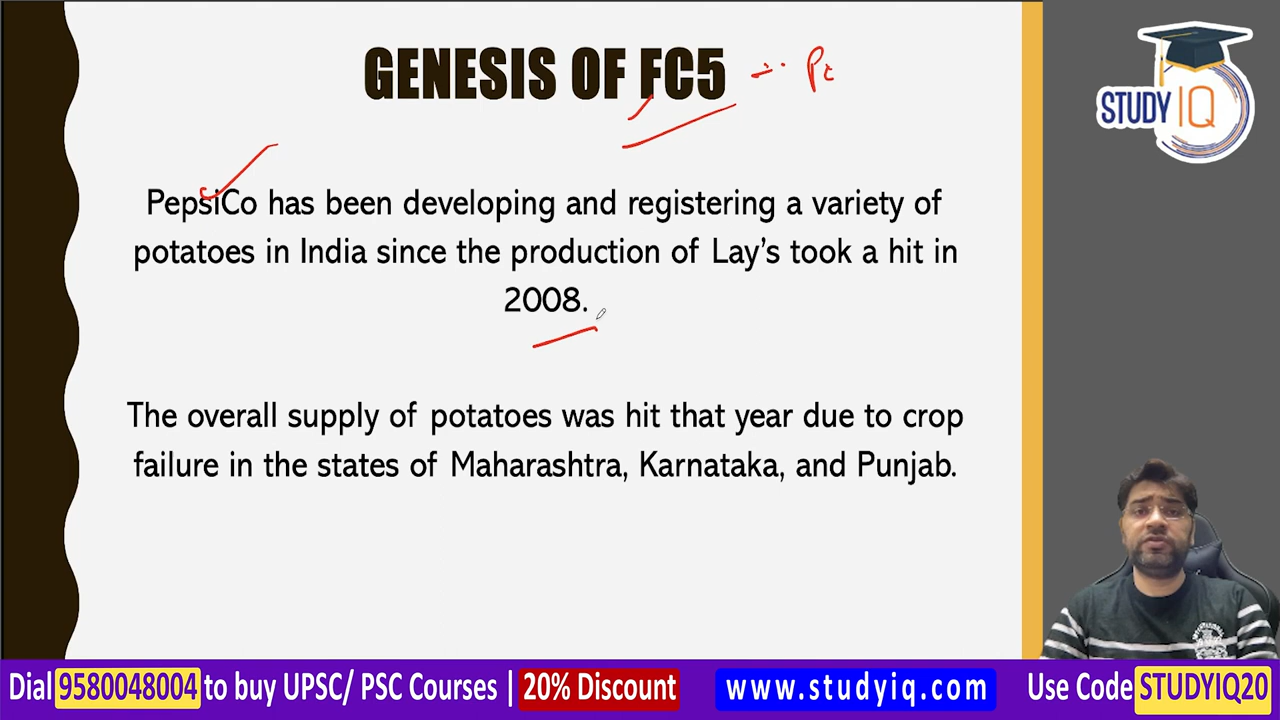 GENESIS OF FC5
STUDY IQ
PepsiCo has been developing and registering a variety of
potatoes in India since the production of Lay's took a hit in
2008.
The overall supply of potatoes was hit that year due to crop
failure in the states of Maharashtra, Karnataka, and Punjab.
Dial 9580048004 to buy UPSC/ PSC Courses | 20% Discount www.studyiq.com Use Code STUDYIQ20